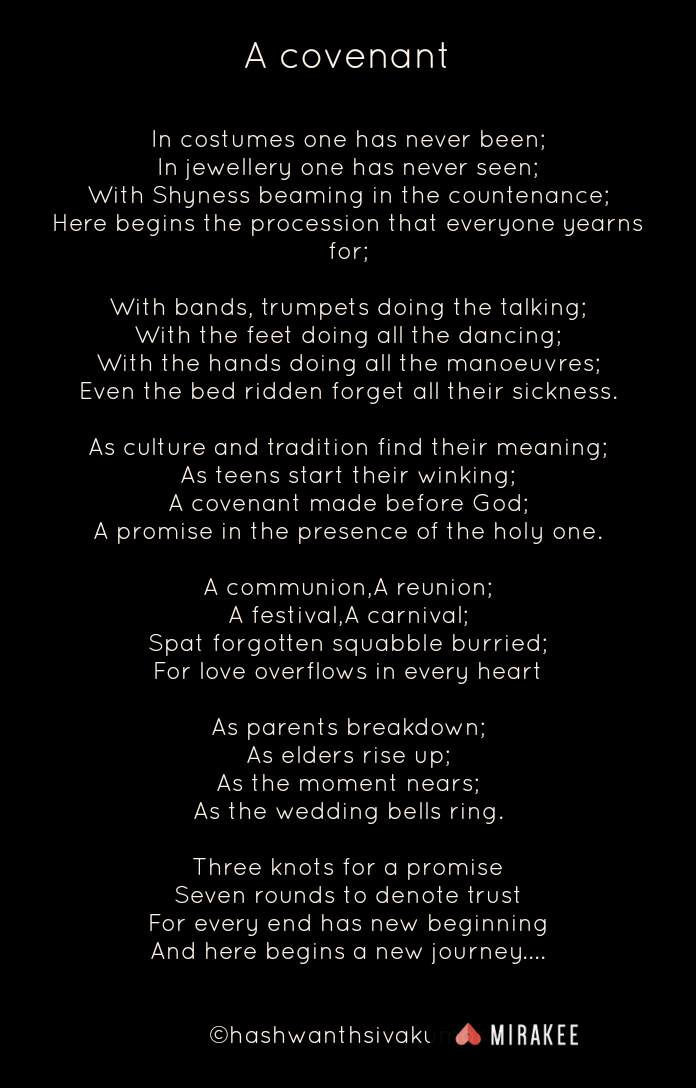 A covenant
In costumes one has never been;
In jewellery one has never seen;
With Shyness beaming in the countenance;
Here begins the procession that everyone yearns
for;
With bands, trumpets doing the talking;
With the feet doing all the dancing;
With the hands doing all the manoeuvres;
Even the bed ridden forget all their sickness.
As culture and tradition find their meaning;
As teens start their winking;
A covenant made before God;
A promise in the presence of the holy one.
A communion,A reunion;
A festival,A carnival;
Spat forgotten squabble burried;
For love overflows in every heart
As parents breakdown;
As elders rise up;
As the moment nears;
As the wedding bells ring.
Three knots for a promise
Seven rounds to denote trust
For every end has new beginning
And here begins a new journey....
MIRAKEE